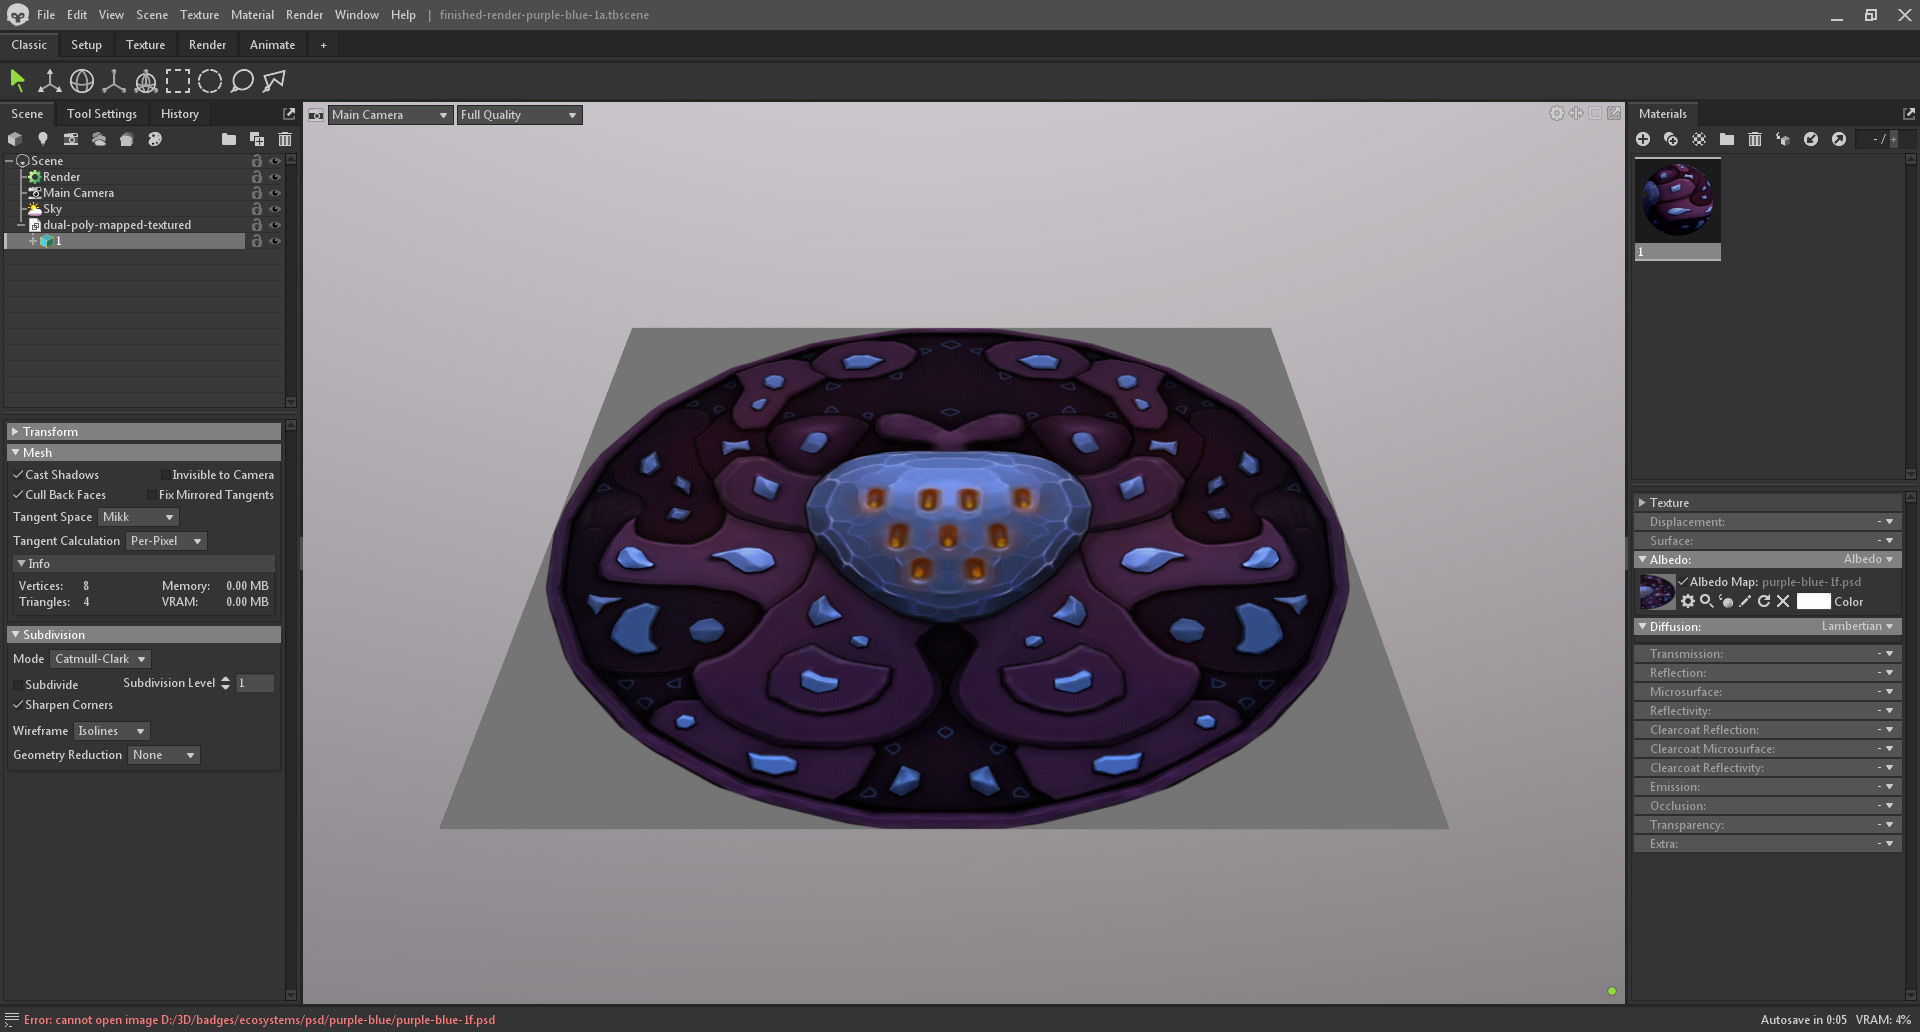 File Edit View Scene Texture Material Render Window Help | finished-render-purple-blue-1a.tbscene
Classic Setup Texture Render Animate +
Scene Tool Settings History
Main Camera Full Quality
Materials
- / +
Scene
Render
Main Camera
Sky
dual-poly-mapped-textured
1
1
Transform
Mesh
Cast Shadows Invisible to Camera
Cull Back Faces Fix Mirrored Tangents
Tangent Space Mikk
Tangent Calculation Per-Pixel
Info
Vertices: 8 Memory: 0.00 MB
Triangles: 4 VRAM: 0.00 MB
Subdivision
Mode Catmull-Clark
Subdivide Subdivision Level 1
Sharpen Corners
Wireframe Isolines
Geometry Reduction None
Texture
Displacement: -
Surface: -
Albedo: Albedo
Albedo Map: purple-blue-1f.psd
Color
Diffusion: Lambertian
Transmission: -
Reflection: -
Microsurface: -
Reflectivity: -
Clearcoat Reflection: -
Clearcoat Microsurface: -
Clearcoat Reflectivity: -
Emission: -
Occlusion: -
Transparency: -
Extra: -
Error: cannot open image D:/3D/badges/ecosystems/psd/purple-blue/purple-blue-1f.psd
Autosave in 0:05 VRAM: 4%